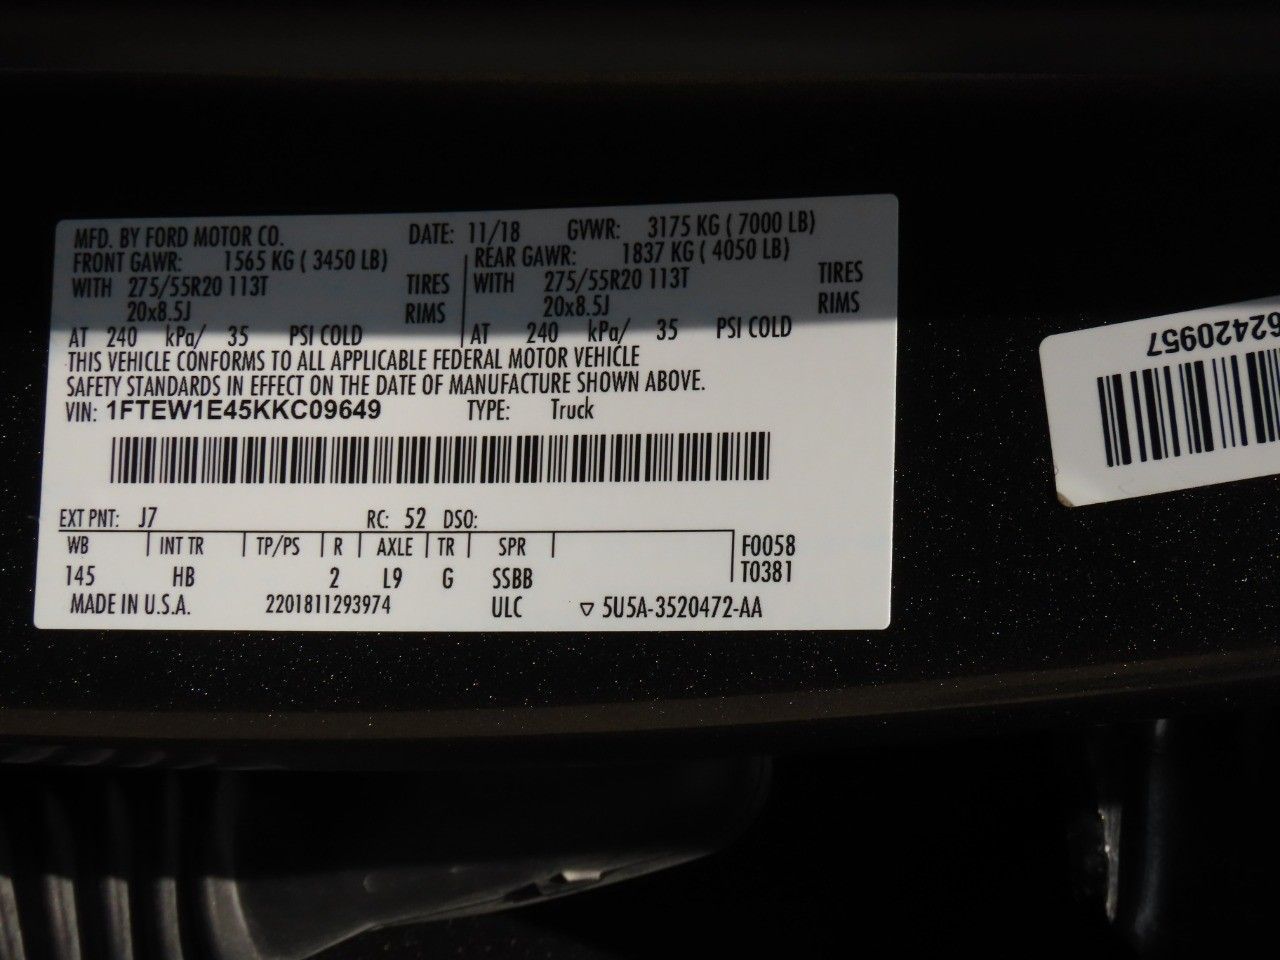 MFD. BY FORD MOTOR CO. DATE: 11/18 GVWR: 3175 KG ( 7000 LB)
FRONT GAWR: 1565 KG ( 3450 LB) REAR GAWR: 1837 KG ( 4050 LB)
WITH 275/55R20 113T TIRES WITH 275/55R20 113T TIRES
20x8.5J RIMS 20x8.5J RIMS
AT 240 kPa/ 35 PSI COLD AT 240 kPa/ 35 PSI COLD
THIS VEHICLE CONFORMS TO ALL APPLICABLE FEDERAL MOTOR VEHICLE
SAFETY STANDARDS IN EFFECT ON THE DATE OF MANUFACTURE SHOWN ABOVE.
VIN: 1FTEW1E45KKC09649 TYPE: Truck
EXT PNT: J7 RC: 52 DSO:
WB INT TR TP/PS R AXLE TR SPR F0058
145 HB 2 L9 G SSBB T0381
MADE IN U.S.A. 2201811293974 ULC ▽ 5U5A-3520472-AA
62420957